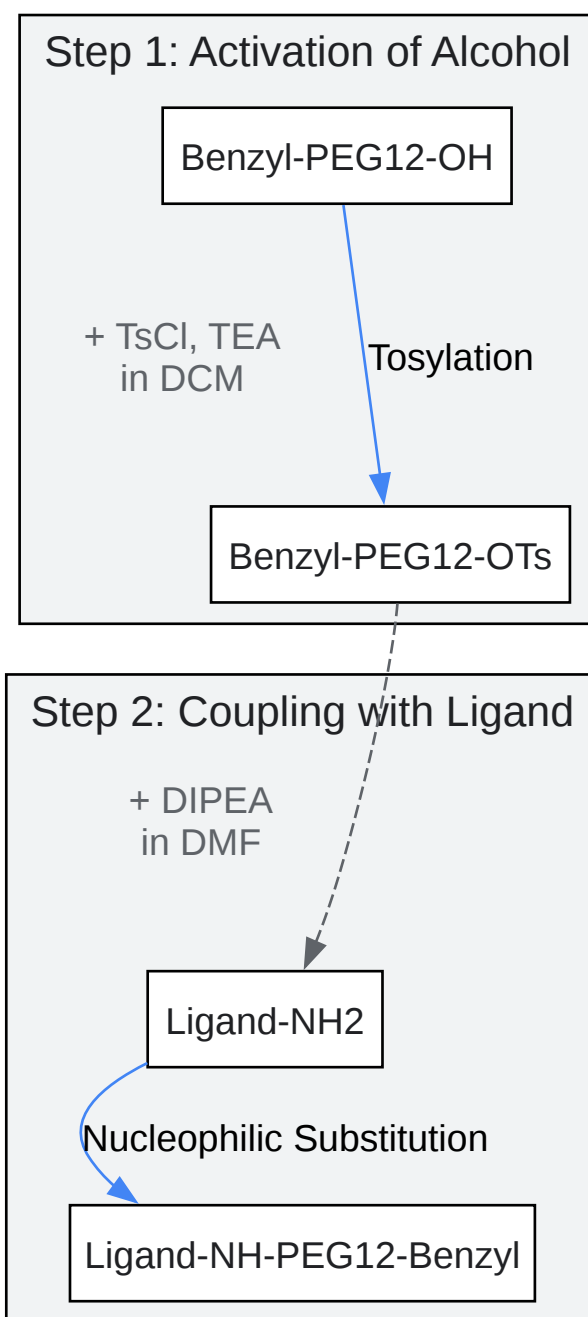 Step 1: Activation of Alcohol
Benzyl-PEG12-OH
+ TsCl, TEA
in DCM
Tosylation
Benzyl-PEG12-OTs
Step 2: Coupling with Ligand
+ DIPEA
in DMF
Ligand-NH2
Nucleophilic Substitution
Ligand-NH-PEG12-Benzyl